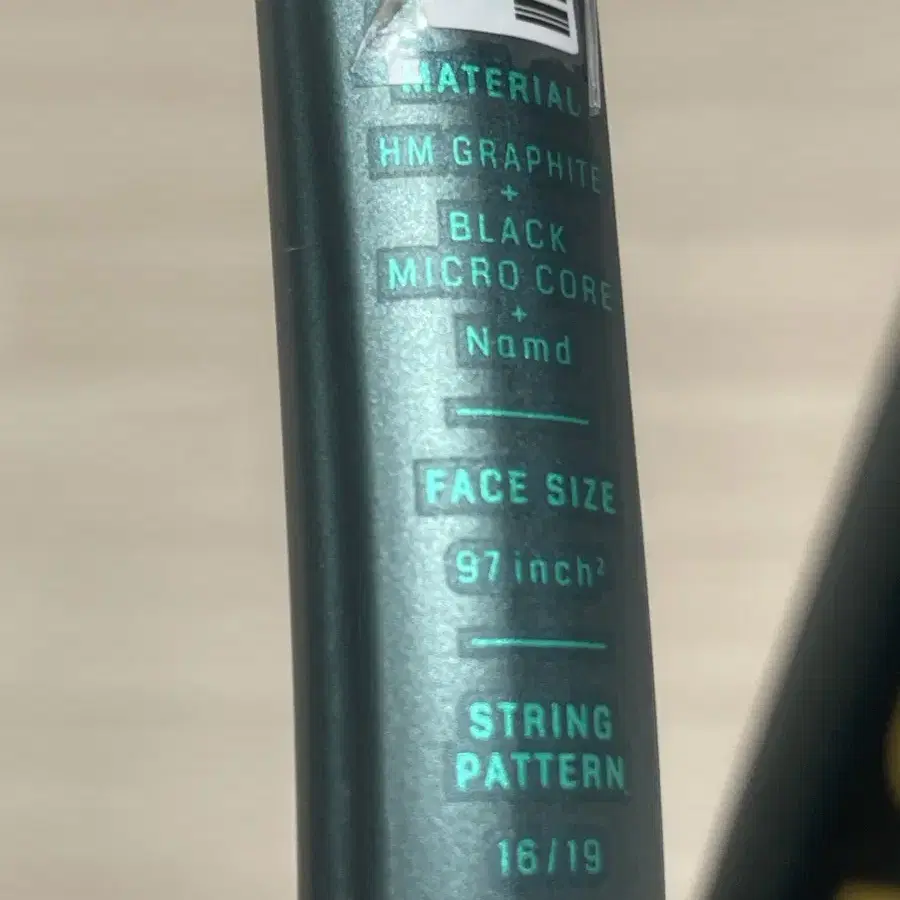 MATERIAL
HM GRAPHITE
+
BLACK
MICRO CORE
+
Namd
FACE SIZE
97 inch²
STRING
PATTERN
16/19